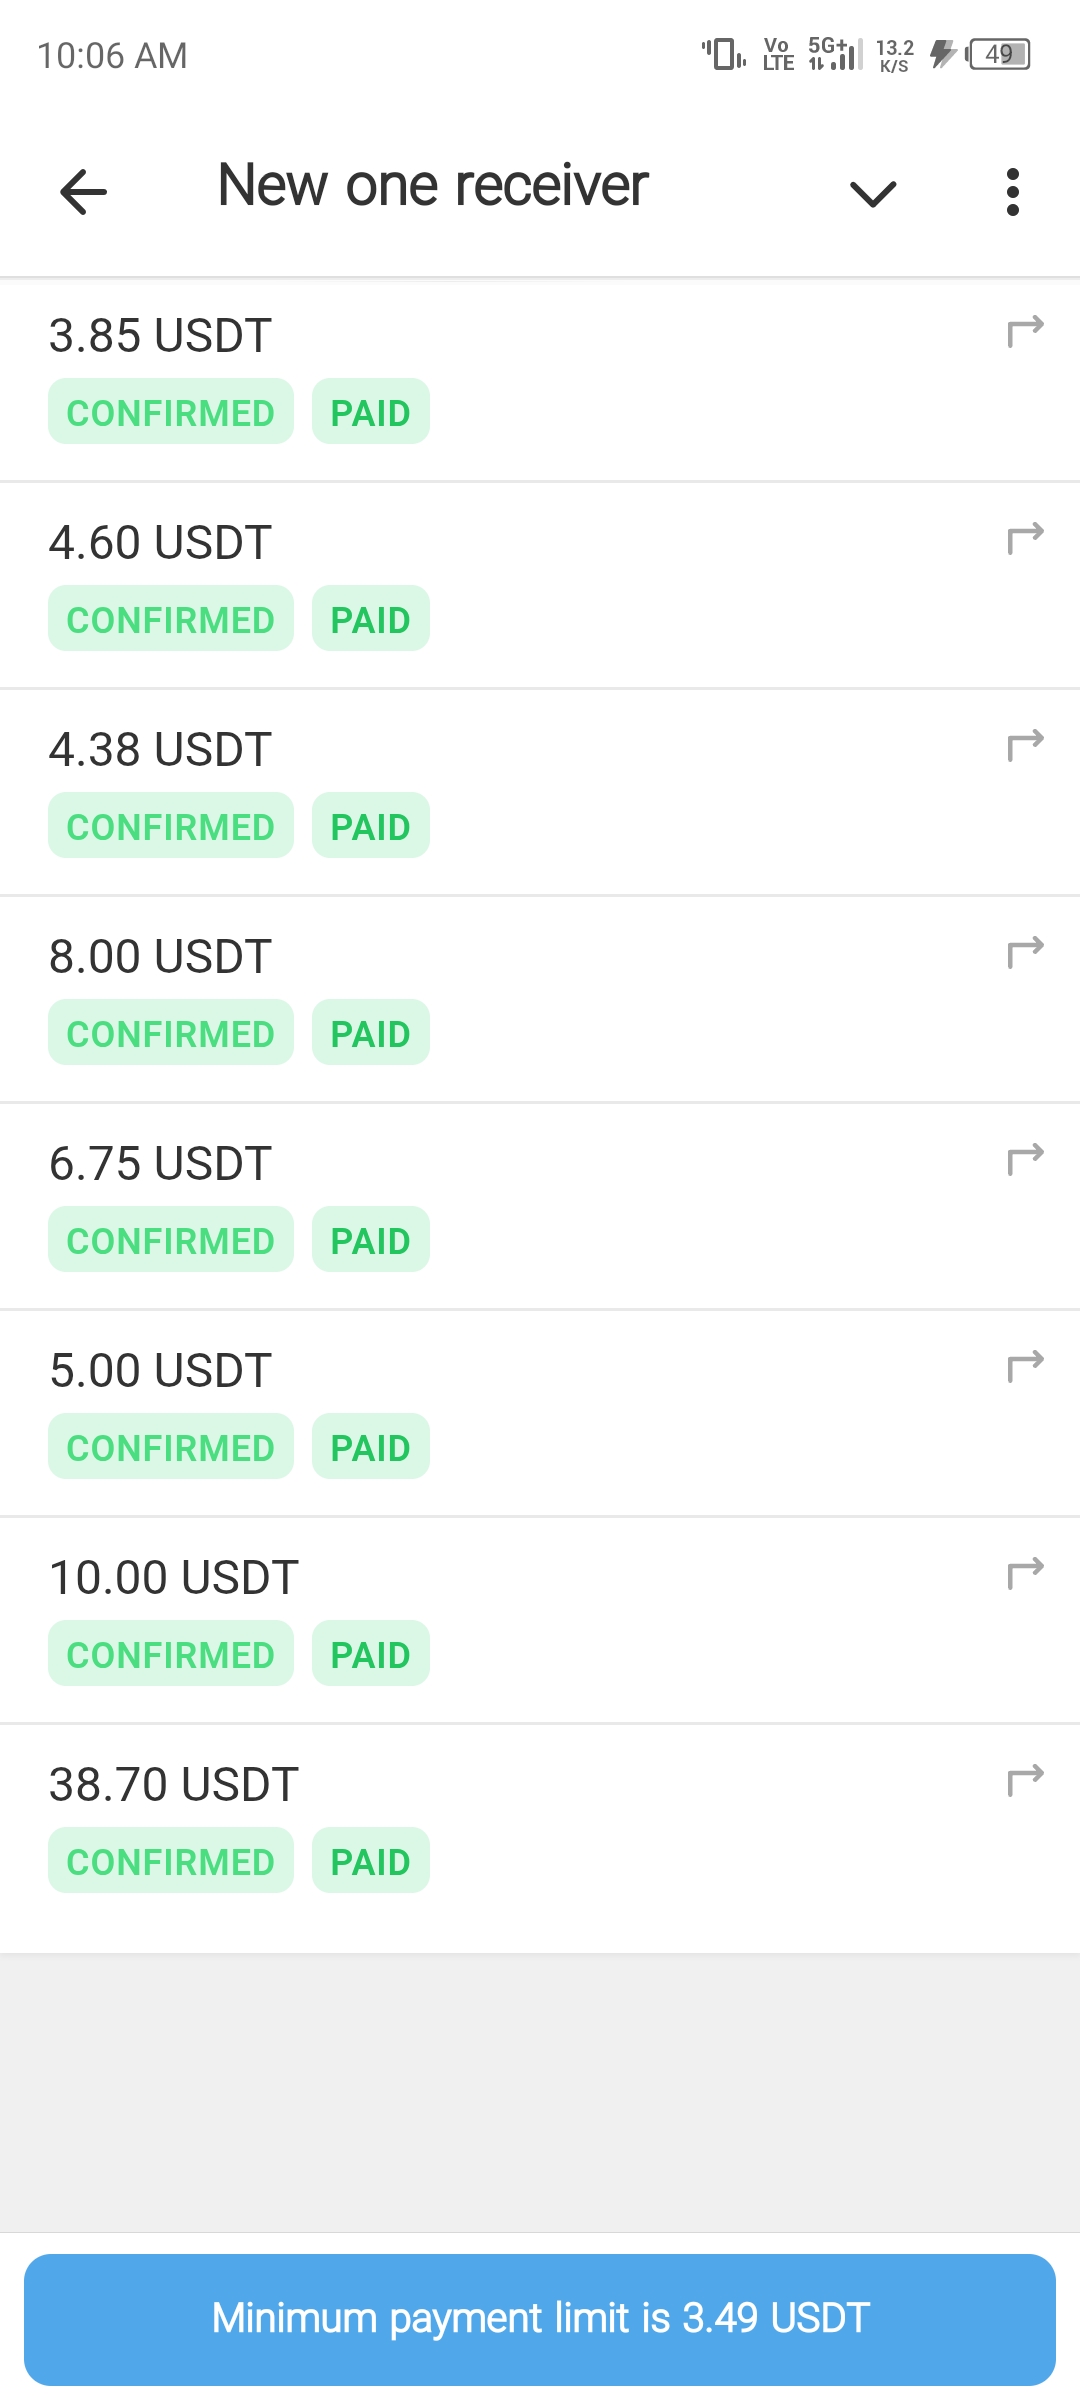 10:06 AM Vo LTE 5G+ 13.2 K/S 49
New one receiver
3.85 USDT
CONFIRMED PAID
4.60 USDT
CONFIRMED PAID
4.38 USDT
CONFIRMED PAID
8.00 USDT
CONFIRMED PAID
6.75 USDT
CONFIRMED PAID
5.00 USDT
CONFIRMED PAID
10.00 USDT
CONFIRMED PAID
38.70 USDT
CONFIRMED PAID
Minimum payment limit is 3.49 USDT